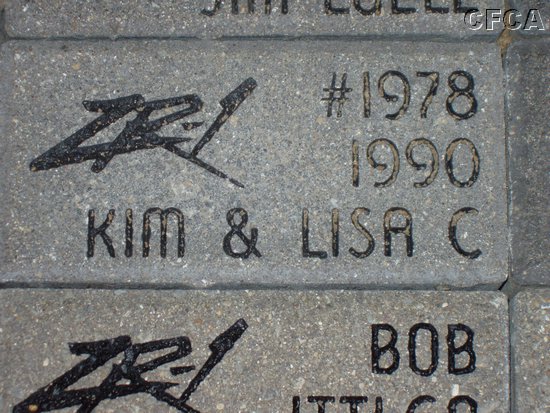 CFCA
ZR-1 #1978
1990
KIM & LISA C
ZR-1 BOB